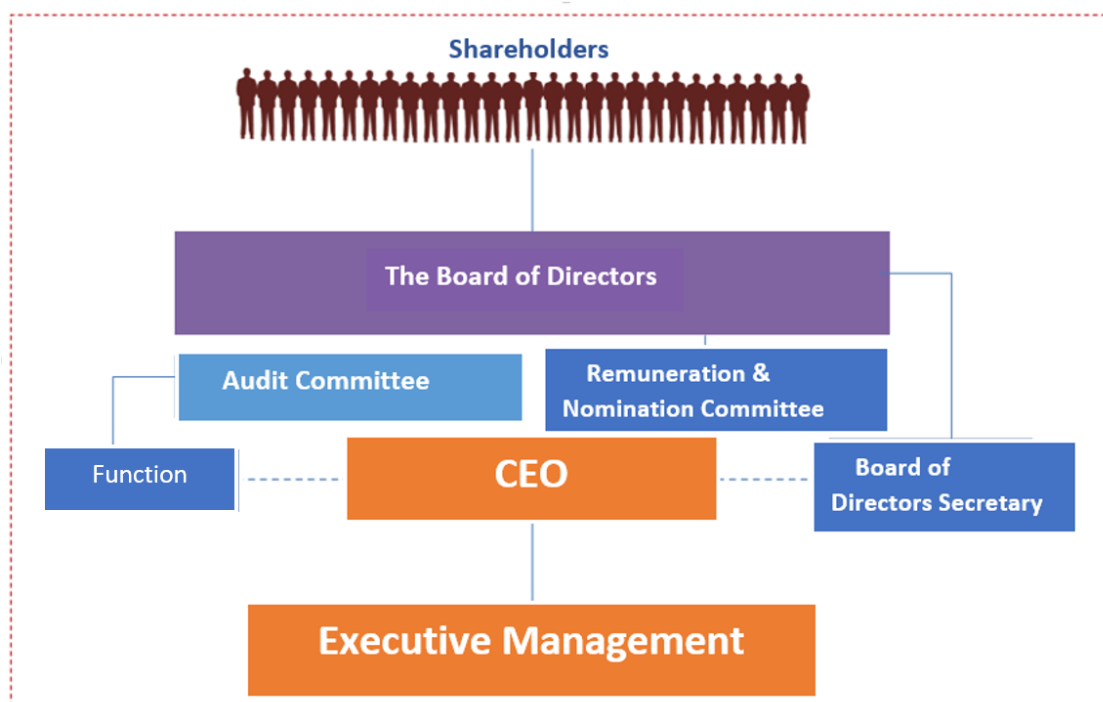 Shareholders
The Board of Directors
Audit Committee
Remuneration &
Nomination Committee
Function
CEO
Board of
Directors Secretary
Executive Management